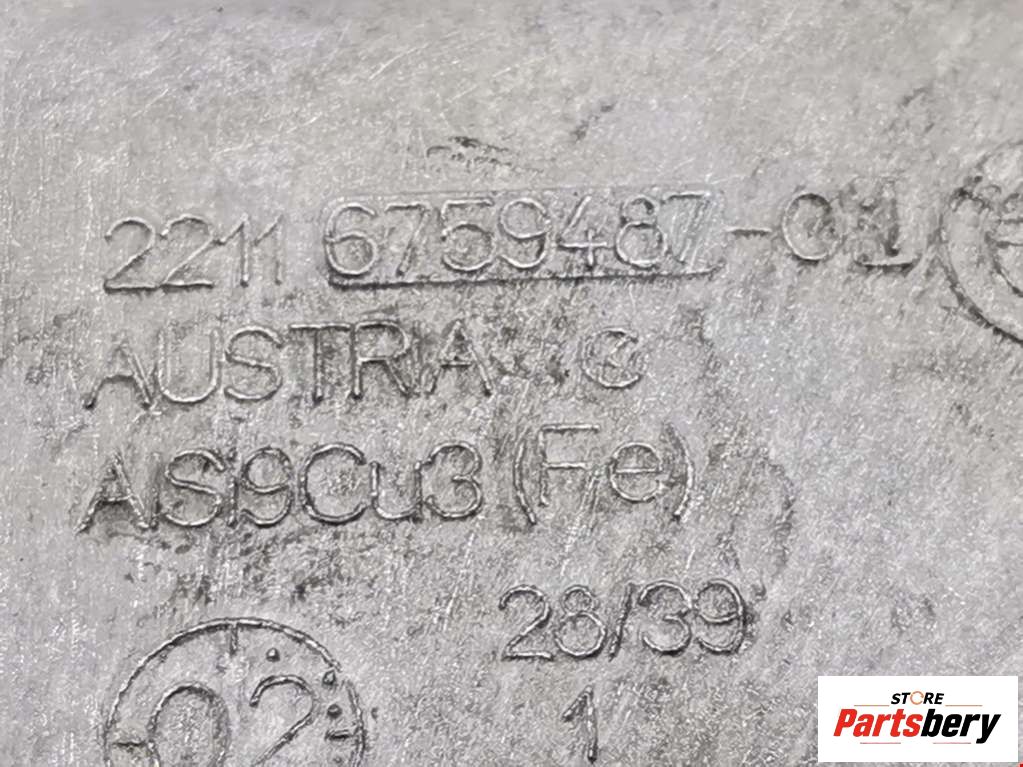 2211 6759487-01
AUSTRIA
AlSi9Cu3(Fe)
28/39
02
1
STORE
Partsbery